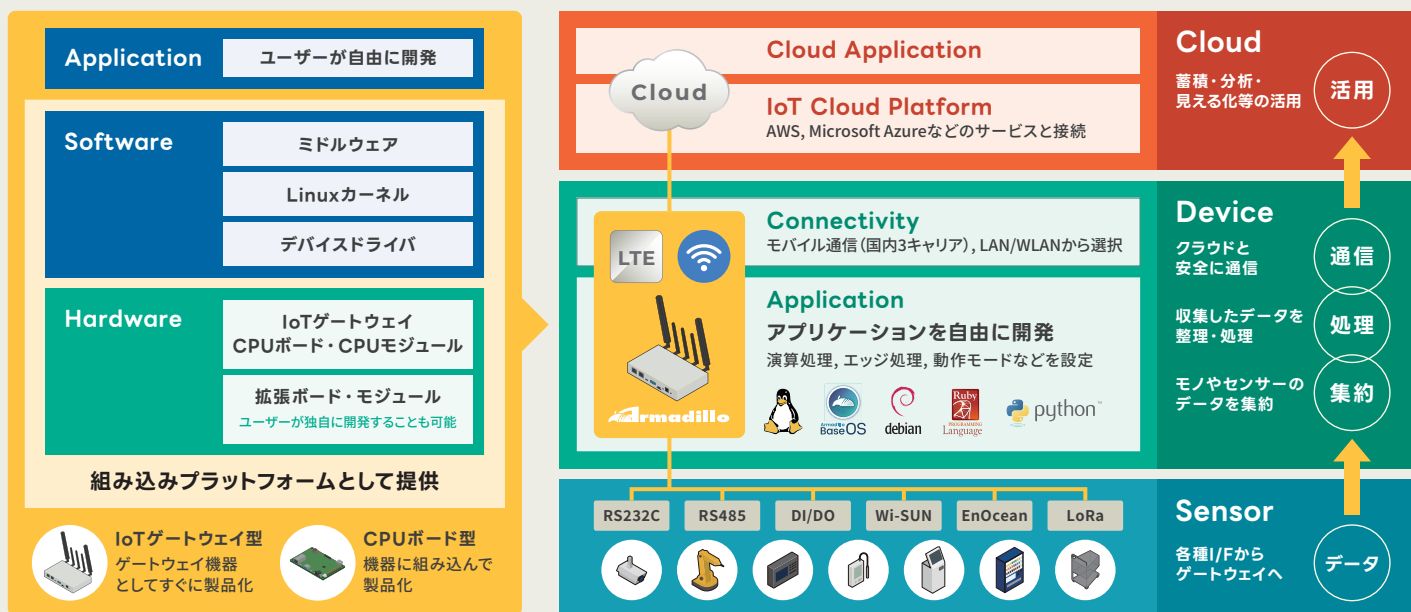 Application
ユーザーが自由に開発
Software
ミドルウェア
Linuxカーネル
デバイスドライバ
Hardware
IoTゲートウェイ
CPUボード・CPUモジュール
拡張ボード・モジュール
ユーザーが独自に開発することも可能
組み込みプラットフォームとして提供
IoTゲートウェイ型
ゲートウェイ機器
としてすぐに製品化
CPUボード型
機器に組み込んで
製品化
Cloud
Cloud Application
IoT Cloud Platform
AWS, Microsoft Azureなどのサービスと接続
Cloud
蓄積・分析・
見える化等の活用
活用
LTE
Armadillo
Connectivity
モバイル通信(国内3キャリア), LAN/WLANから選択
Application
アプリケーションを自由に開発
演算処理, エッジ処理, 動作モードなどを設定
Armadillo
BaseOS
debian
Ruby
PROGRAMMING
Language
python™
Device
クラウドと
安全に通信
通信
収集したデータを
整理・処理
処理
モノやセンサーの
データを集約
集約
RS232C
RS485
DI/DO
Wi-SUN
EnOcean
LoRa
Sensor
各種I/Fから
ゲートウェイへ
データ